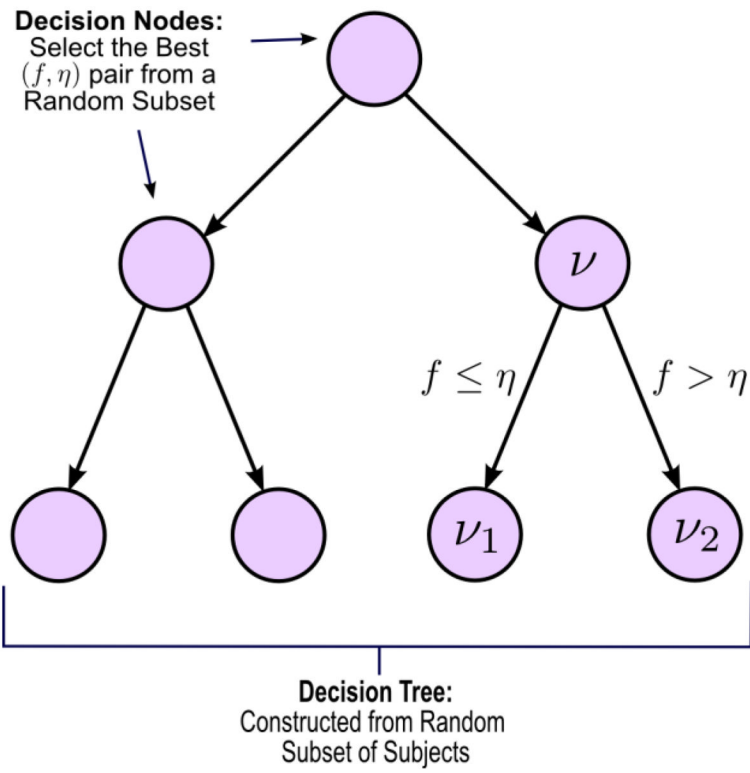 Decision Nodes:
Select the Best
(f, η) pair from a
Random Subset
ν
f ≤ η
f > η
ν₁
ν₂
Decision Tree:
Constructed from Random
Subset of Subjects